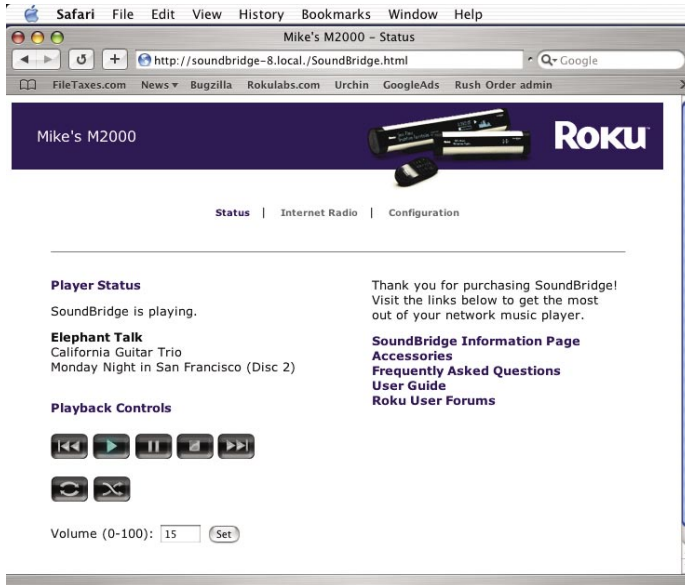 Safari File Edit View History Bookmarks Window Help
Mike's M2000 – Status
http://soundbridge-8.local./SoundBridge.html
Google
FileTaxes.com News Bugzilla Rokulabs.com Urchin GoogleAds Rush Order admin
Mike's M2000
Roku
Status | Internet Radio | Configuration
Player Status
SoundBridge is playing.
Elephant Talk
California Guitar Trio
Monday Night in San Francisco (Disc 2)
Playback Controls
Volume (0-100): 15 Set
Thank you for purchasing SoundBridge!
Visit the links below to get the most
out of your network music player.
SoundBridge Information Page
Accessories
Frequently Asked Questions
User Guide
Roku User Forums